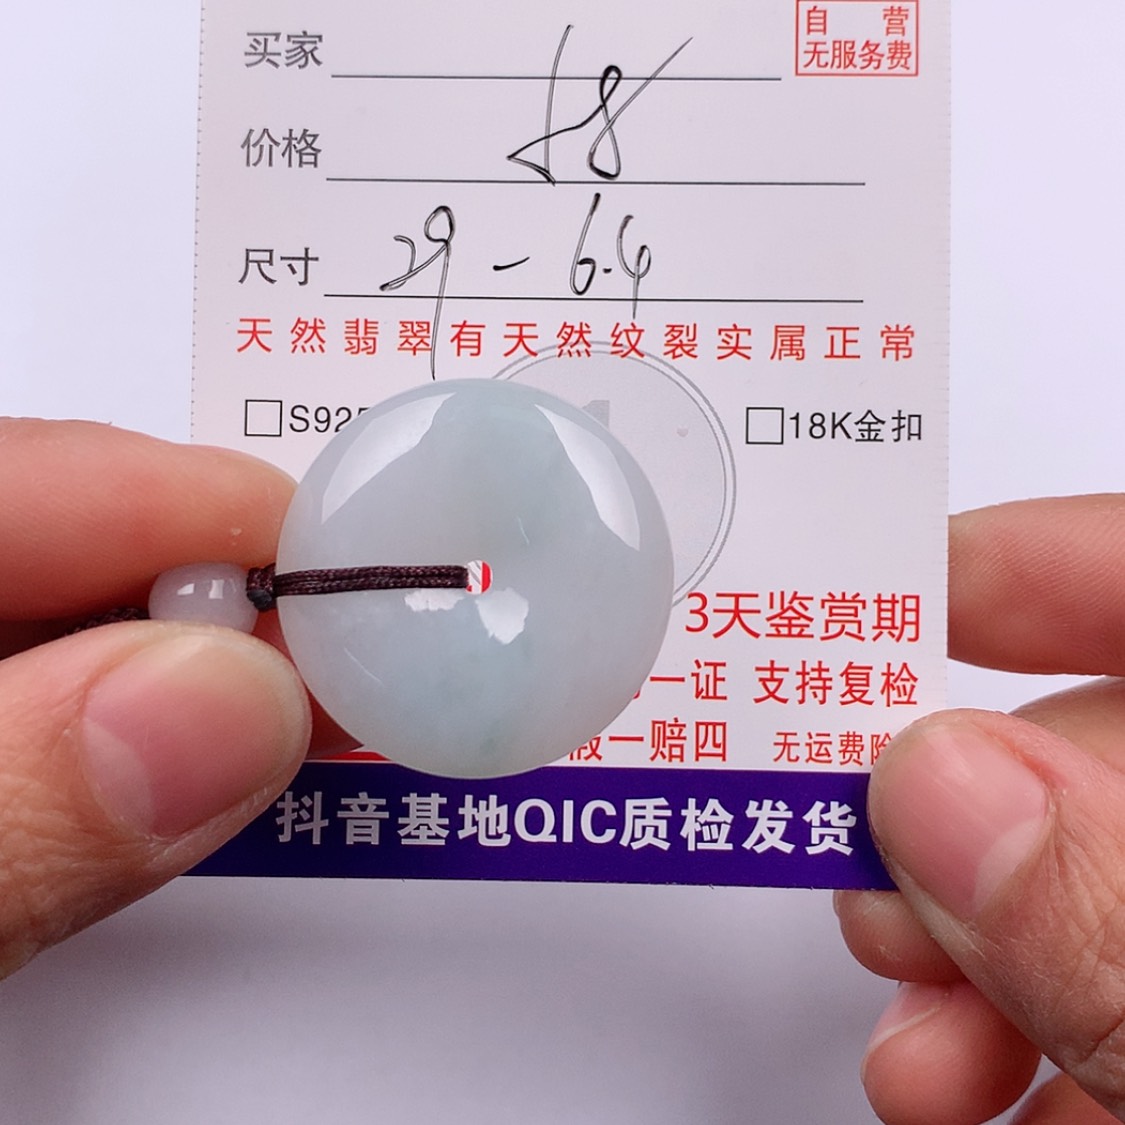 自 营
无服务费
买家
价格 18
尺寸 29-6.4
天然翡翠有天然纹裂实属正常
□S925 □18K金扣
3天鉴赏期
一证 支持复检
假一赔四 无运费险
抖音基地QIC质检发货